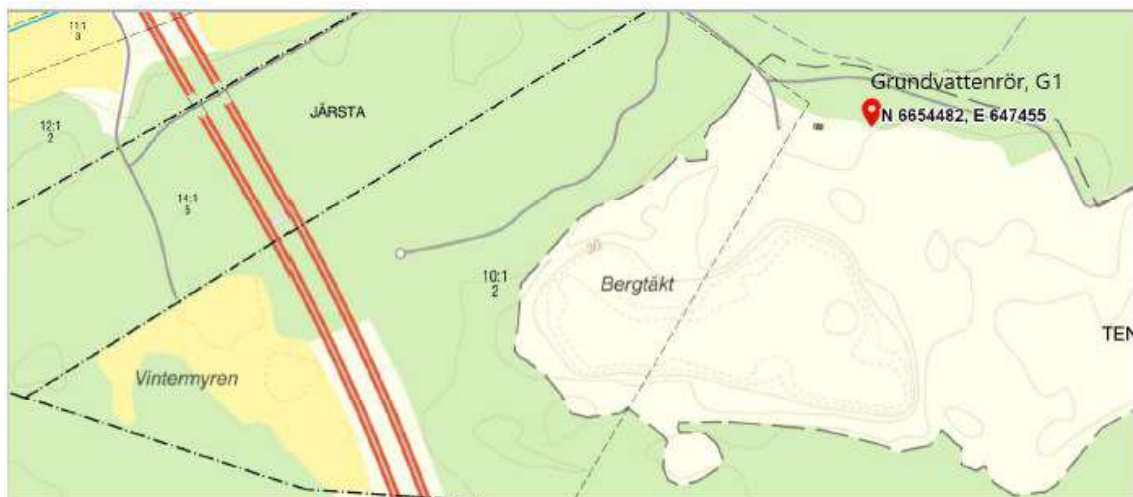 11:1
3
12:1
2
JÄRSTA
Grundvattenrör, G1
N 6654482, E 647455
14:1
5
10:1
2
30
Bergtäkt
TEN
Vintermyren